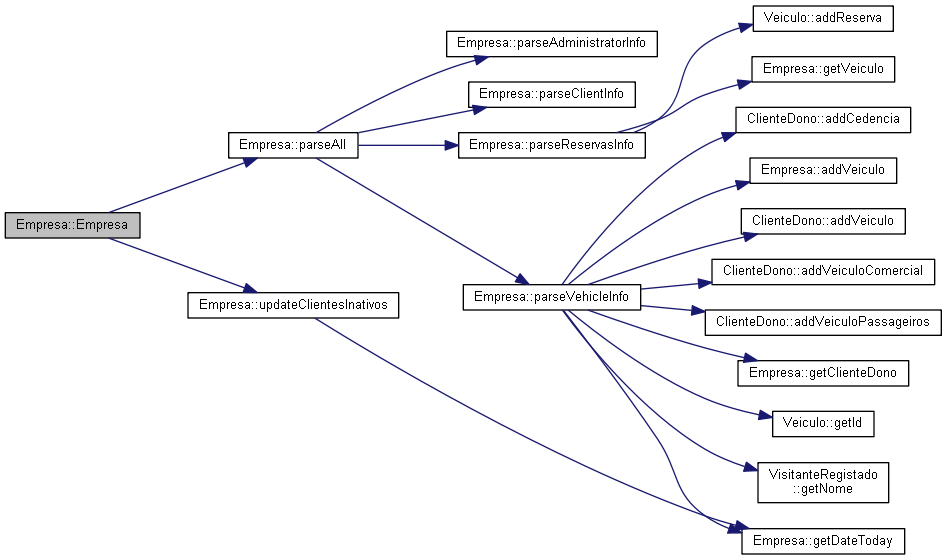 Veiculo::addReserva
Empresa::parseAdministratorInfo
Empresa::getVeiculo
Empresa::parseClientInfo
ClienteDono::addCedencia
Empresa::parseAll
Empresa::parseReservasInfo
Empresa::addVeiculo
Empresa::Empresa
ClienteDono::addVeiculo
ClienteDono::addVeiculoComercial
Empresa::parseVehicleInfo
Empresa::updateClientesInativos
ClienteDono::addVeiculoPassageiros
Empresa::getClienteDono
Veiculo::getId
VisitanteRegistado
::getNome
Empresa::getDateToday